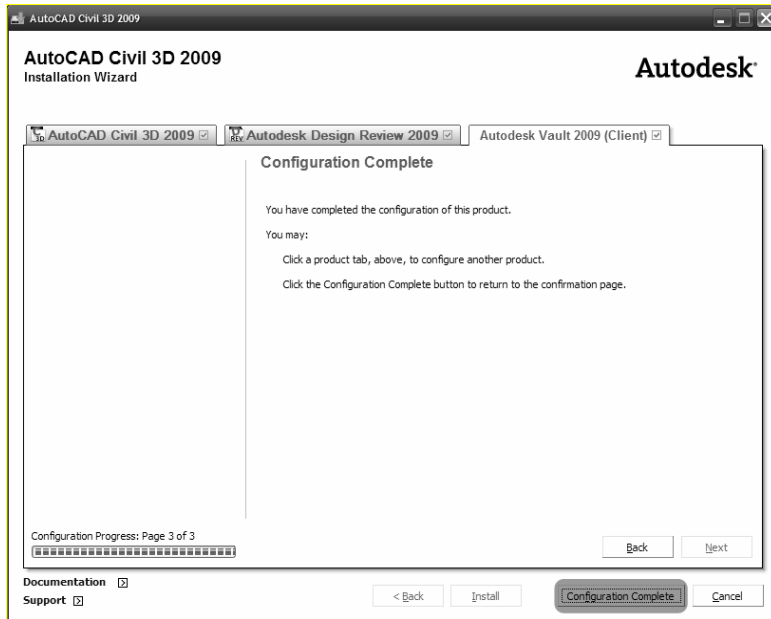 AutoCAD Civil 3D 2009
AutoCAD Civil 3D 2009
Installation Wizard
Autodesk
C3D AutoCAD Civil 3D 2009
REV Autodesk Design Review 2009
Autodesk Vault 2009 (Client)
Configuration Complete
You have completed the configuration of this product.
You may:
Click a product tab, above, to configure another product.
Click the Configuration Complete button to return to the confirmation page.
Configuration Progress: Page 3 of 3
Back
Next
Documentation
Support
< Back
Install
Configuration Complete
Cancel